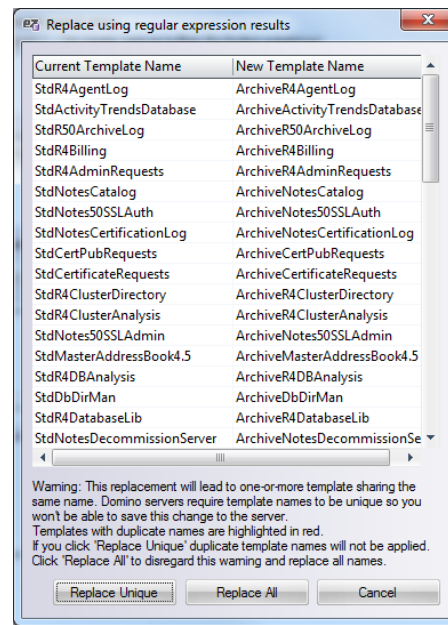 Replace using regular expression results
Current Template Name New Template Name
StdR4AgentLog ArchiveR4AgentLog
StdActivityTrendsDatabase ArchiveActivityTrendsDatabase
StdR50ArchiveLog ArchiveR50ArchiveLog
StdR4Billing ArchiveR4Billing
StdR4AdminRequests ArchiveR4AdminRequests
StdNotesCatalog ArchiveNotesCatalog
StdNotes50SSLAuth ArchiveNotes50SSLAuth
StdNotesCertificationLog ArchiveNotesCertificationLog
StdCertPubRequests ArchiveCertPubRequests
StdCertificateRequests ArchiveCertificateRequests
StdR4ClusterDirectory ArchiveR4ClusterDirectory
StdR4ClusterAnalysis ArchiveR4ClusterAnalysis
StdNotes50SSLAdmin ArchiveNotes50SSLAdmin
StdMasterAddressBook4.5 ArchiveMasterAddressBook4.5
StdR4DBAnalysis ArchiveR4DBAnalysis
StdDbDirMan ArchiveDbDirMan
StdR4DatabaseLib ArchiveR4DatabaseLib
StdNotesDecommissionServer ArchiveNotesDecommissionSe
Warning: This replacement will lead to one-or-more template sharing the
same name. Domino servers require template names to be unique so you
won't be able to save this change to the server.
Templates with duplicate names are highlighted in red.
If you click 'Replace Unique' duplicate template names will not be applied.
Click 'Replace All' to disregard this warning and replace all names.
Replace Unique Replace All Cancel